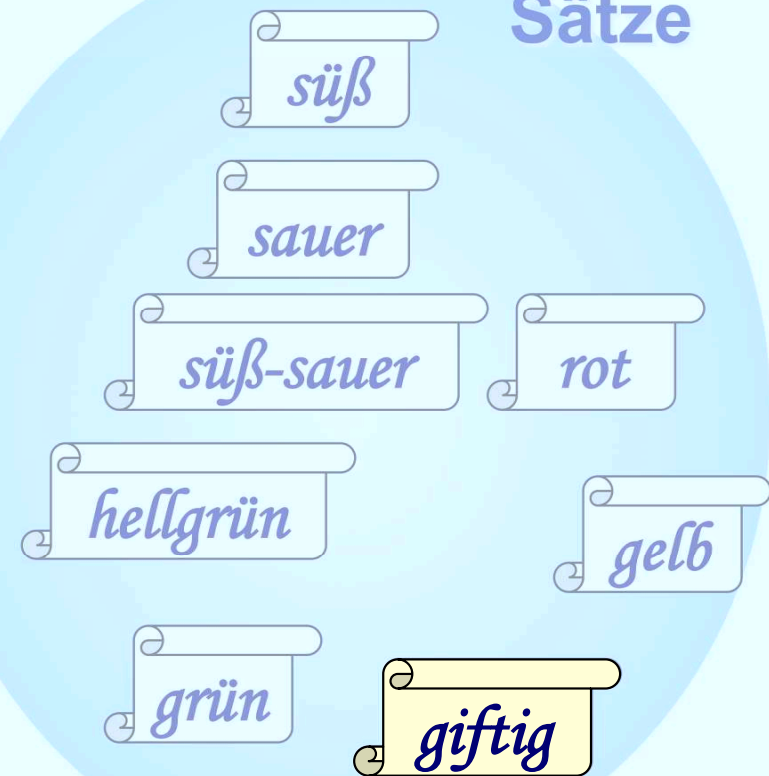 Sätze
süß
sauer
süß-sauer
rot
hellgrün
gelb
grün
giftig